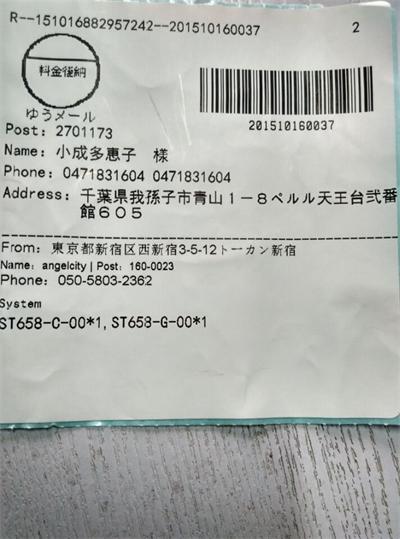 R--151016882957242--201510160037
2
料金後納
ゆうメール
201510160037
Post: 2701173
Name: 小成多惠子 様
Phone: 0471831604 0471831604
Address: 千葉県我孫子市青山１－８ペルル天王台弐番
館６０５
From: 東京都新宿区西新宿3-5-12トーカン新宿
Name: angelcity | Post: 160-0023
Phone: 050-5803-2362
System
ST658-C-00*1,ST658-G-00*1